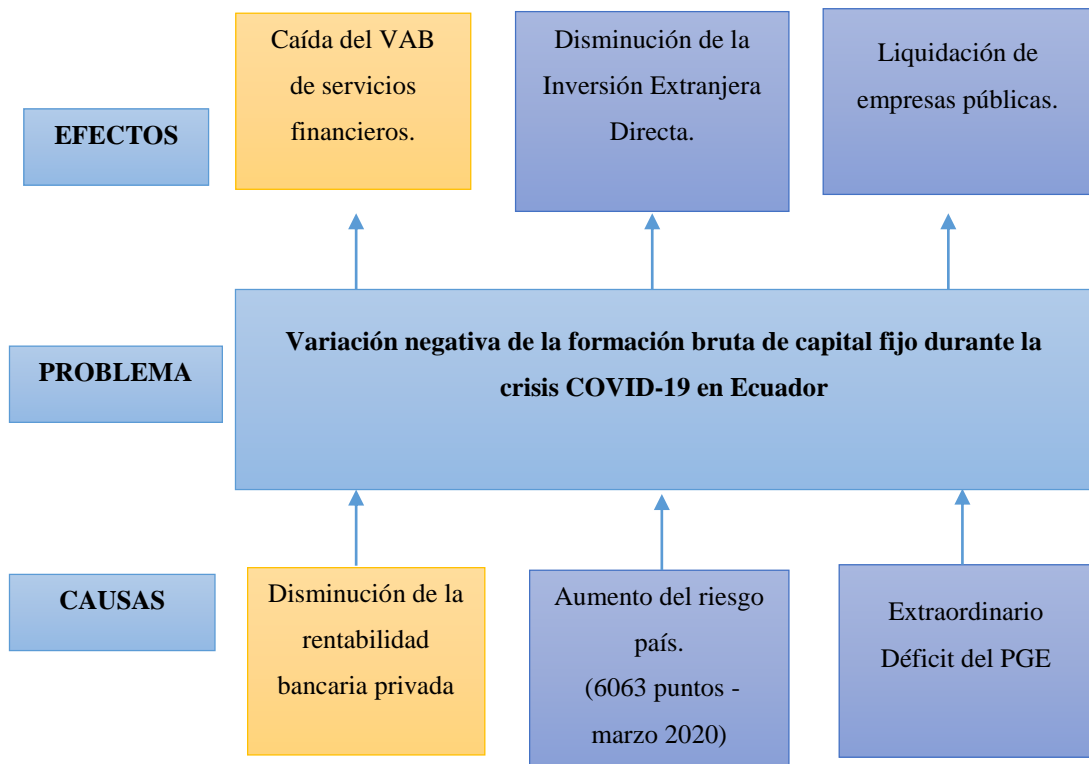 EFECTOS
Caída del VAB
de servicios
financieros.
Disminución de la
Inversión Extranjera
Directa.
Liquidación de
empresas públicas.
PROBLEMA
Variación negativa de la formación bruta de capital fijo durante la
crisis COVID-19 en Ecuador
CAUSAS
Disminución de la
rentabilidad
bancaria privada
Aumento del riesgo
país.
(6063 puntos -
marzo 2020)
Extraordinario
Déficit del PGE